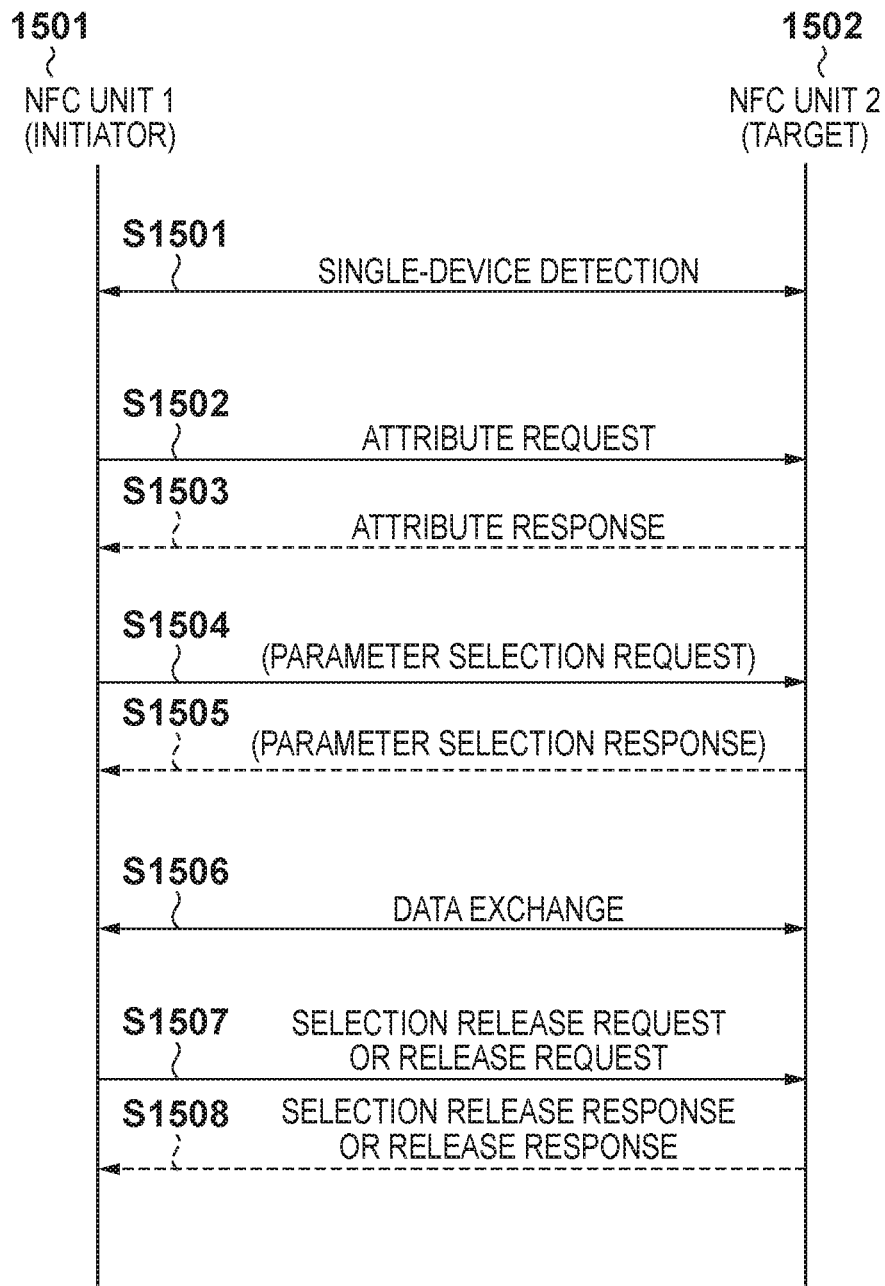 1501
1502
NFC UNIT 1
(INITIATOR)
NFC UNIT 2
(TARGET)
S1501
SINGLE-DEVICE DETECTION
S1502
ATTRIBUTE REQUEST
S1503
ATTRIBUTE RESPONSE
S1504
(PARAMETER SELECTION REQUEST)
S1505
(PARAMETER SELECTION RESPONSE)
S1506
DATA EXCHANGE
S1507
SELECTION RELEASE REQUEST
OR RELEASE REQUEST
S1508
SELECTION RELEASE RESPONSE
OR RELEASE RESPONSE